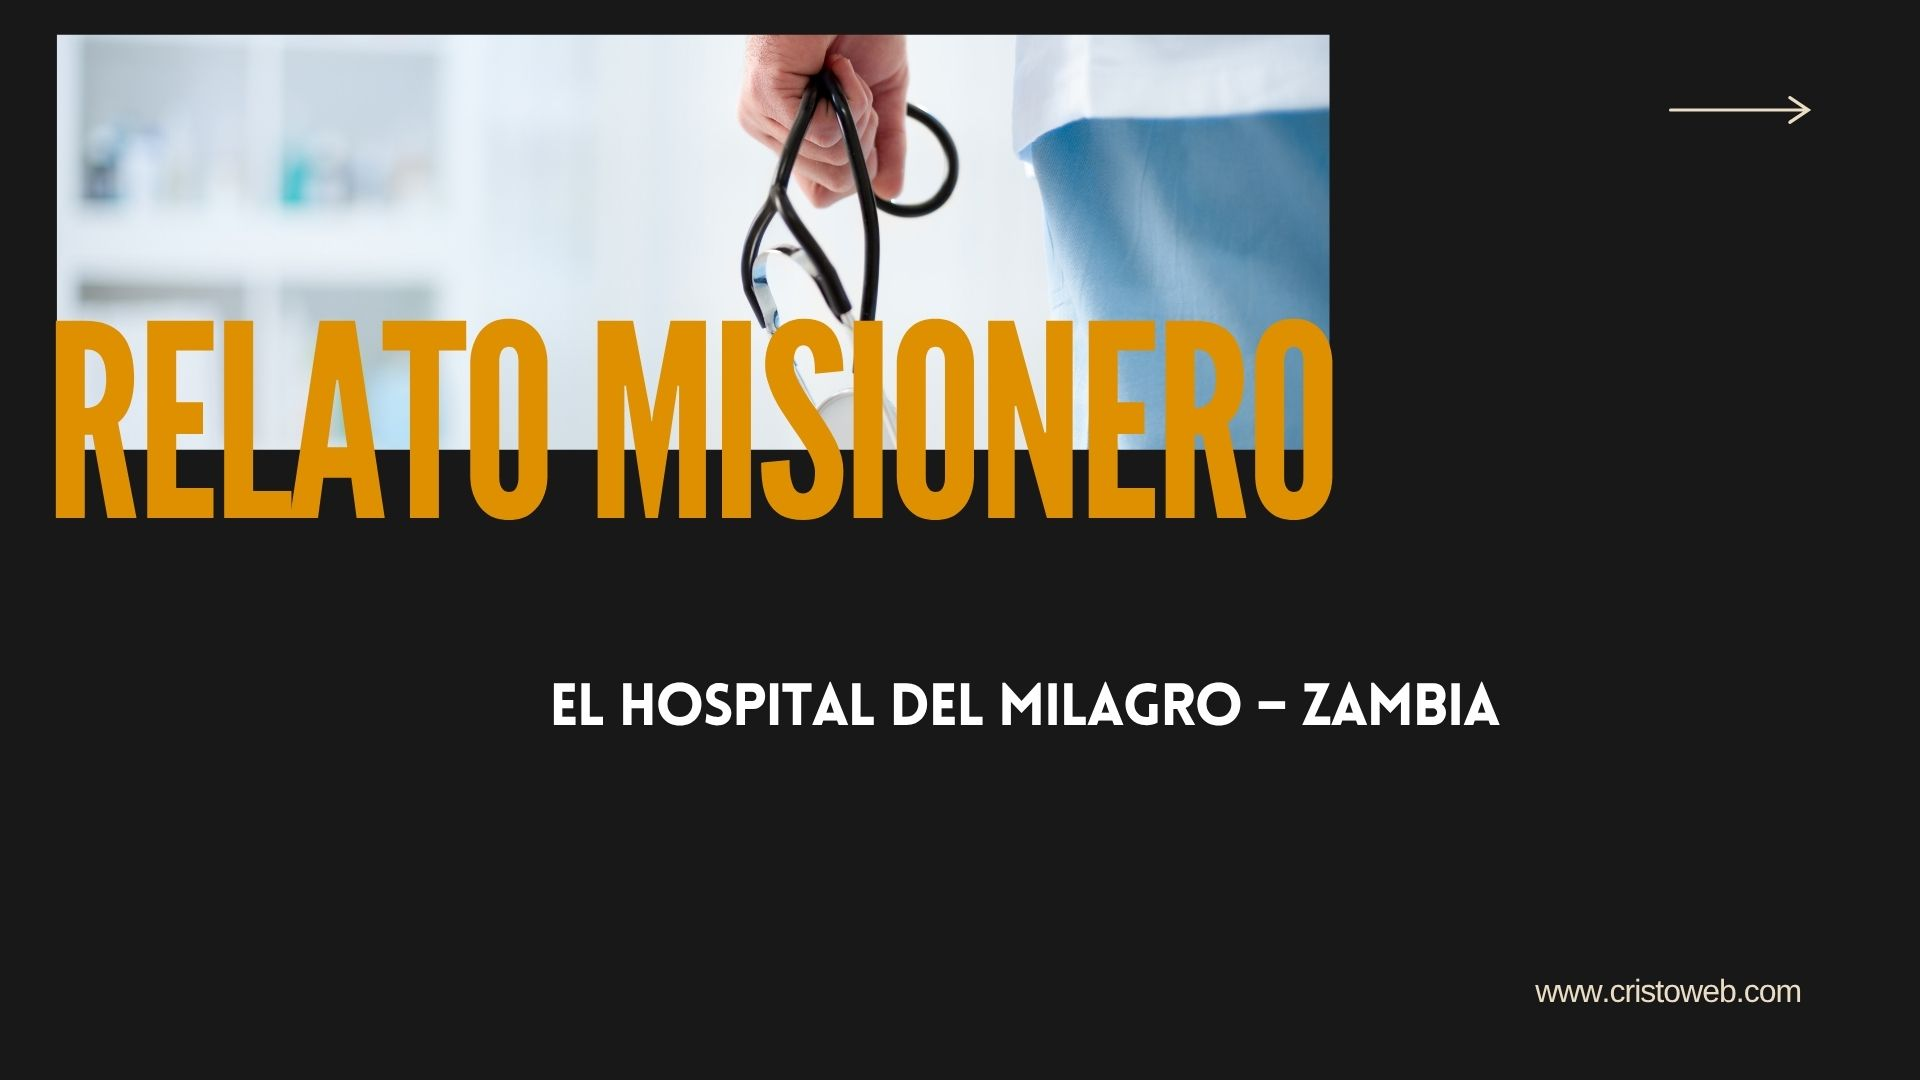 RELATO MISIONERO
EL HOSPITAL DEL MILAGRO – ZAMBIA
www.cristoweb.com